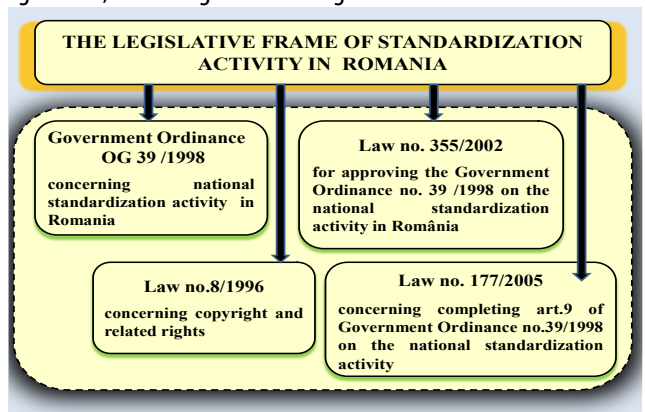 THE LEGISLATIVE FRAME OF STANDARDIZATION
ACTIVITY IN ROMANIA
Government Ordinance
OG 39 /1998
concerning national
standardization activity in
Romania
Law no. 355/2002
for approving the Government
Ordinance no. 39 /1998 on the
national standardization
activity in România
Law no.8/1996
concerning copyright and
related rights
Law no. 177/2005
concerning completing art.9 of
Government Ordinance no.39/1998
on the national standardization
activity